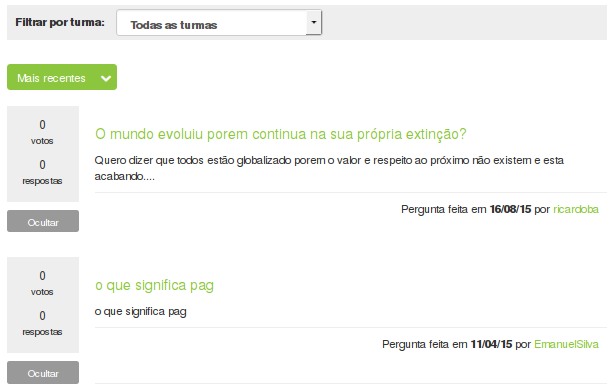 Filtrar por turma: Todas as turmas
Mais recentes
0
votos
0
respostas
Ocultar
O mundo evoluiu porem continua na sua própria extinção?
Quero dizer que todos estão globalizado porem o valor e respeito ao próximo não existem e esta
acabando....
Pergunta feita em 16/08/15 por ricardoba
0
votos
0
respostas
Ocultar
o que significa pag
o que significa pag
Pergunta feita em 11/04/15 por EmanuelSilva